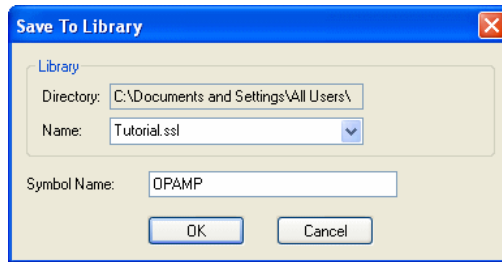 Save To Library
Library
Directory: C:\Documents and Settings\All Users\
Name: Tutorial.ssl
Symbol Name: OPAMP
OK Cancel